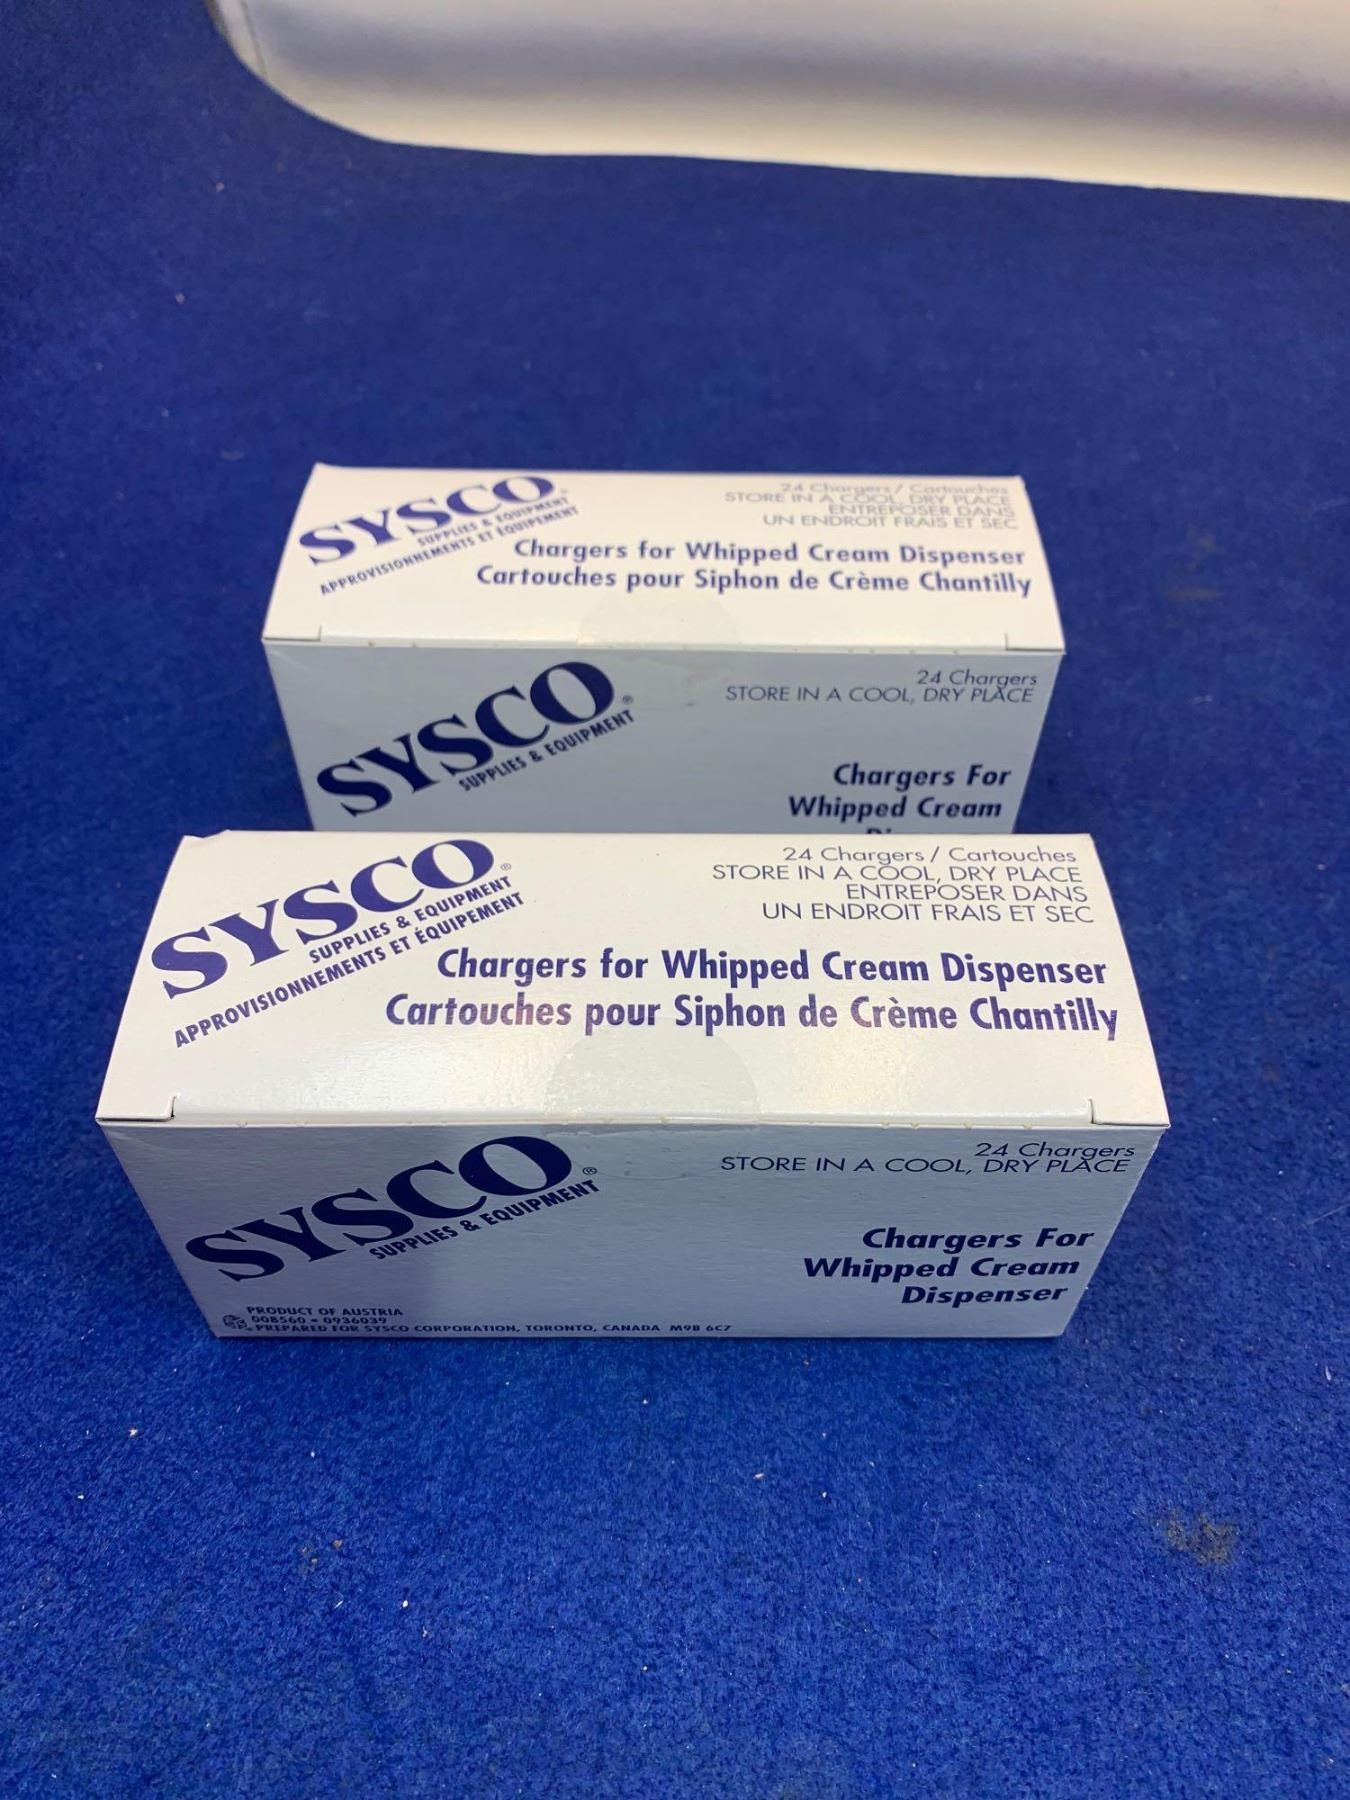 SYSCO
SUPPLIES & EQUIPMENT
APPROVISIONNEMENTS ET ÉQUIPEMENT
24 Chargers / Cartouches
STORE IN A COOL, DRY PLACE
ENTREPOSER DANS
UN ENDROIT FRAIS ET SEC
Chargers for Whipped Cream Dispenser
Cartouches pour Siphon de Crème Chantilly
SYSCO®
SUPPLIES & EQUIPMENT
24 Chargers
STORE IN A COOL, DRY PLACE
Chargers For
Whipped Cream
SYSCO®
SUPPLIES & EQUIPMENT
APPROVISIONNEMENTS ET ÉQUIPEMENT
24 Chargers / Cartouches
STORE IN A COOL, DRY PLACE
ENTREPOSER DANS
UN ENDROIT FRAIS ET SEC
Chargers for Whipped Cream Dispenser
Cartouches pour Siphon de Crème Chantilly
SYSCO®
SUPPLIES & EQUIPMENT
24 Chargers
STORE IN A COOL, DRY PLACE
Chargers For
Whipped Cream
Dispenser
PRODUCT OF AUSTRIA
008560 • 0936039
PREPARED FOR SYSCO CORPORATION, TORONTO, CANADA M9B 6C7